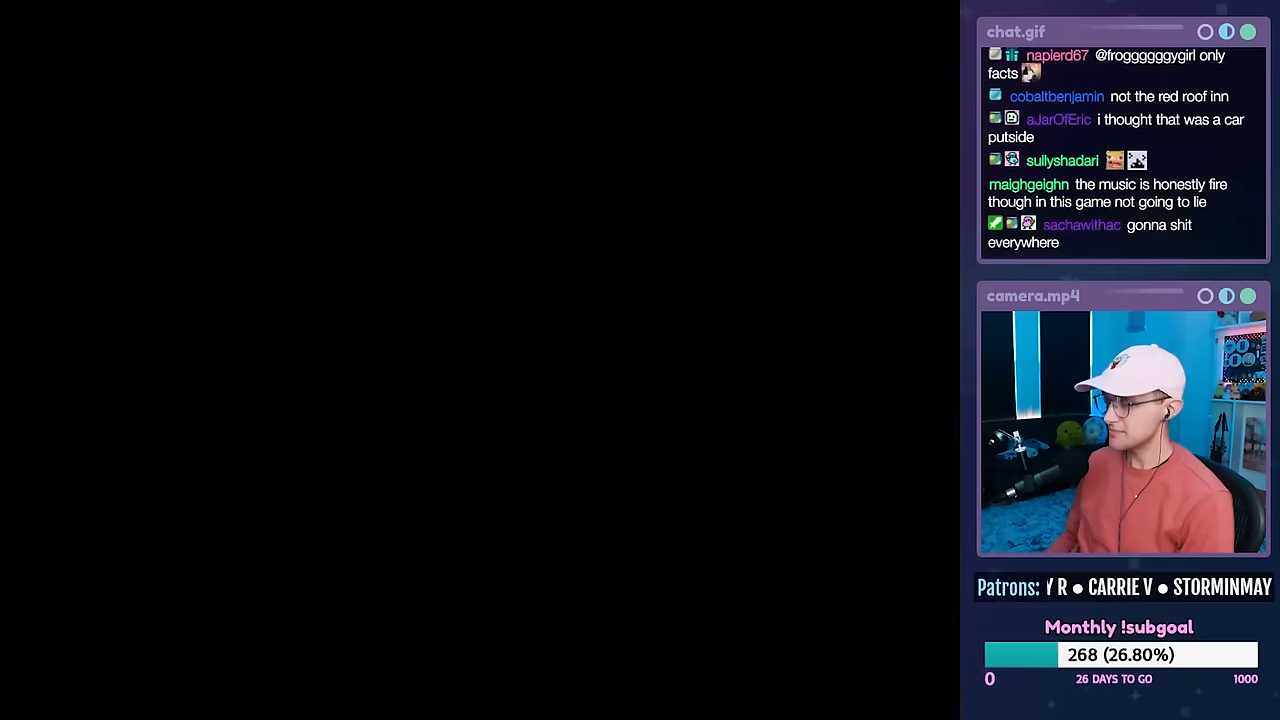 chat.gif
napierd67 @froggggggygirl only
facts
cobaltbenjamin not the red roof inn
aJarOfEric i thought that was a car
putside
sullyshadari
maighgeighn the music is honestly fire
though in this game not going to lie
sachawithac gonna shit
everywhere
camera.mp4
Patrons: Y R ● CARRIE V ● STORMINMAY
Monthly !subgoal
268 (26.80%)
0 26 DAYS TO GO 1000